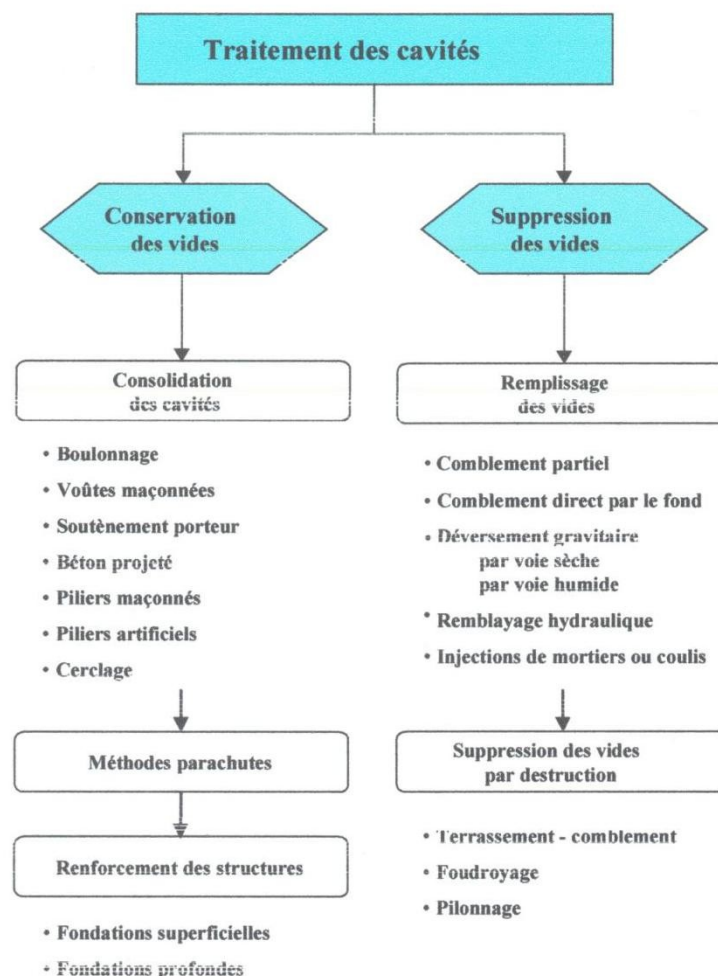 Traitement des cavités
Conservation
des vides
Consolidation
des cavités
• Boulonnage
• Voûtes maçonnées
• Soutènement porteur
• Béton projeté
• Piliers maçonnés
• Piliers artificiels
• Cerclage
Méthodes parachutes
Renforcement des structures
• Fondations superficielles
• Fondations profondes
Suppression
des vides
Remplissage
des vides
• Comblement partiel
• Comblement direct par le fond
• Déversement gravitaire
par voie sèche
par voie humide
• Remblayage hydraulique
• Injections de mortiers ou coulis
Suppression des vides
par destruction
• Terrassement - comblement
• Foudroyage
• Pilonnage